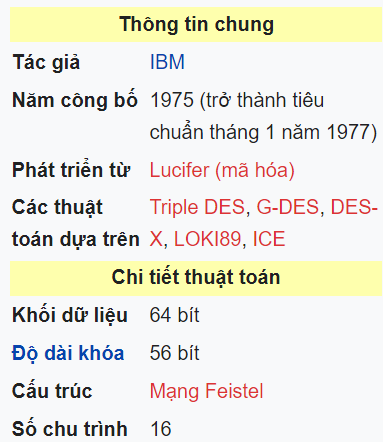 Thông tin chung
Tác giả IBM
Năm công bố 1975 (trở thành tiêu
chuẩn tháng 1 năm 1977)
Phát triển từ Lucifer (mã hóa)
Các thuật Triple DES, G-DES, DES-
toán dựa trên X, LOKI89, ICE
Chi tiết thuật toán
Khối dữ liệu 64 bít
Độ dài khóa 56 bít
Cấu trúc Mạng Feistel
Số chu trình 16